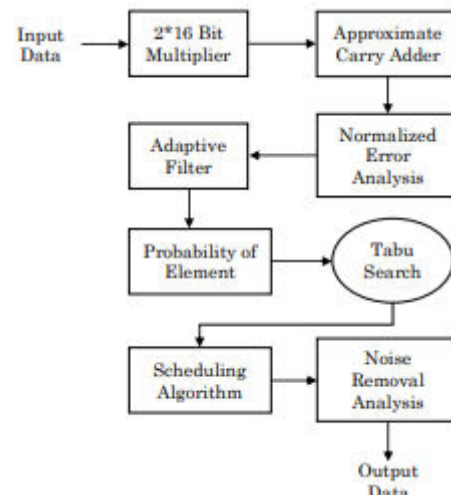 Input
Data
2*16 Bit
Multiplier
Approximate
Carry Adder
Adaptive
Filter
Normalized
Error
Analysis
Probability of
Element
Tabu
Search
Scheduling
Algorithm
Noise
Removal
Analysis
Output
Data